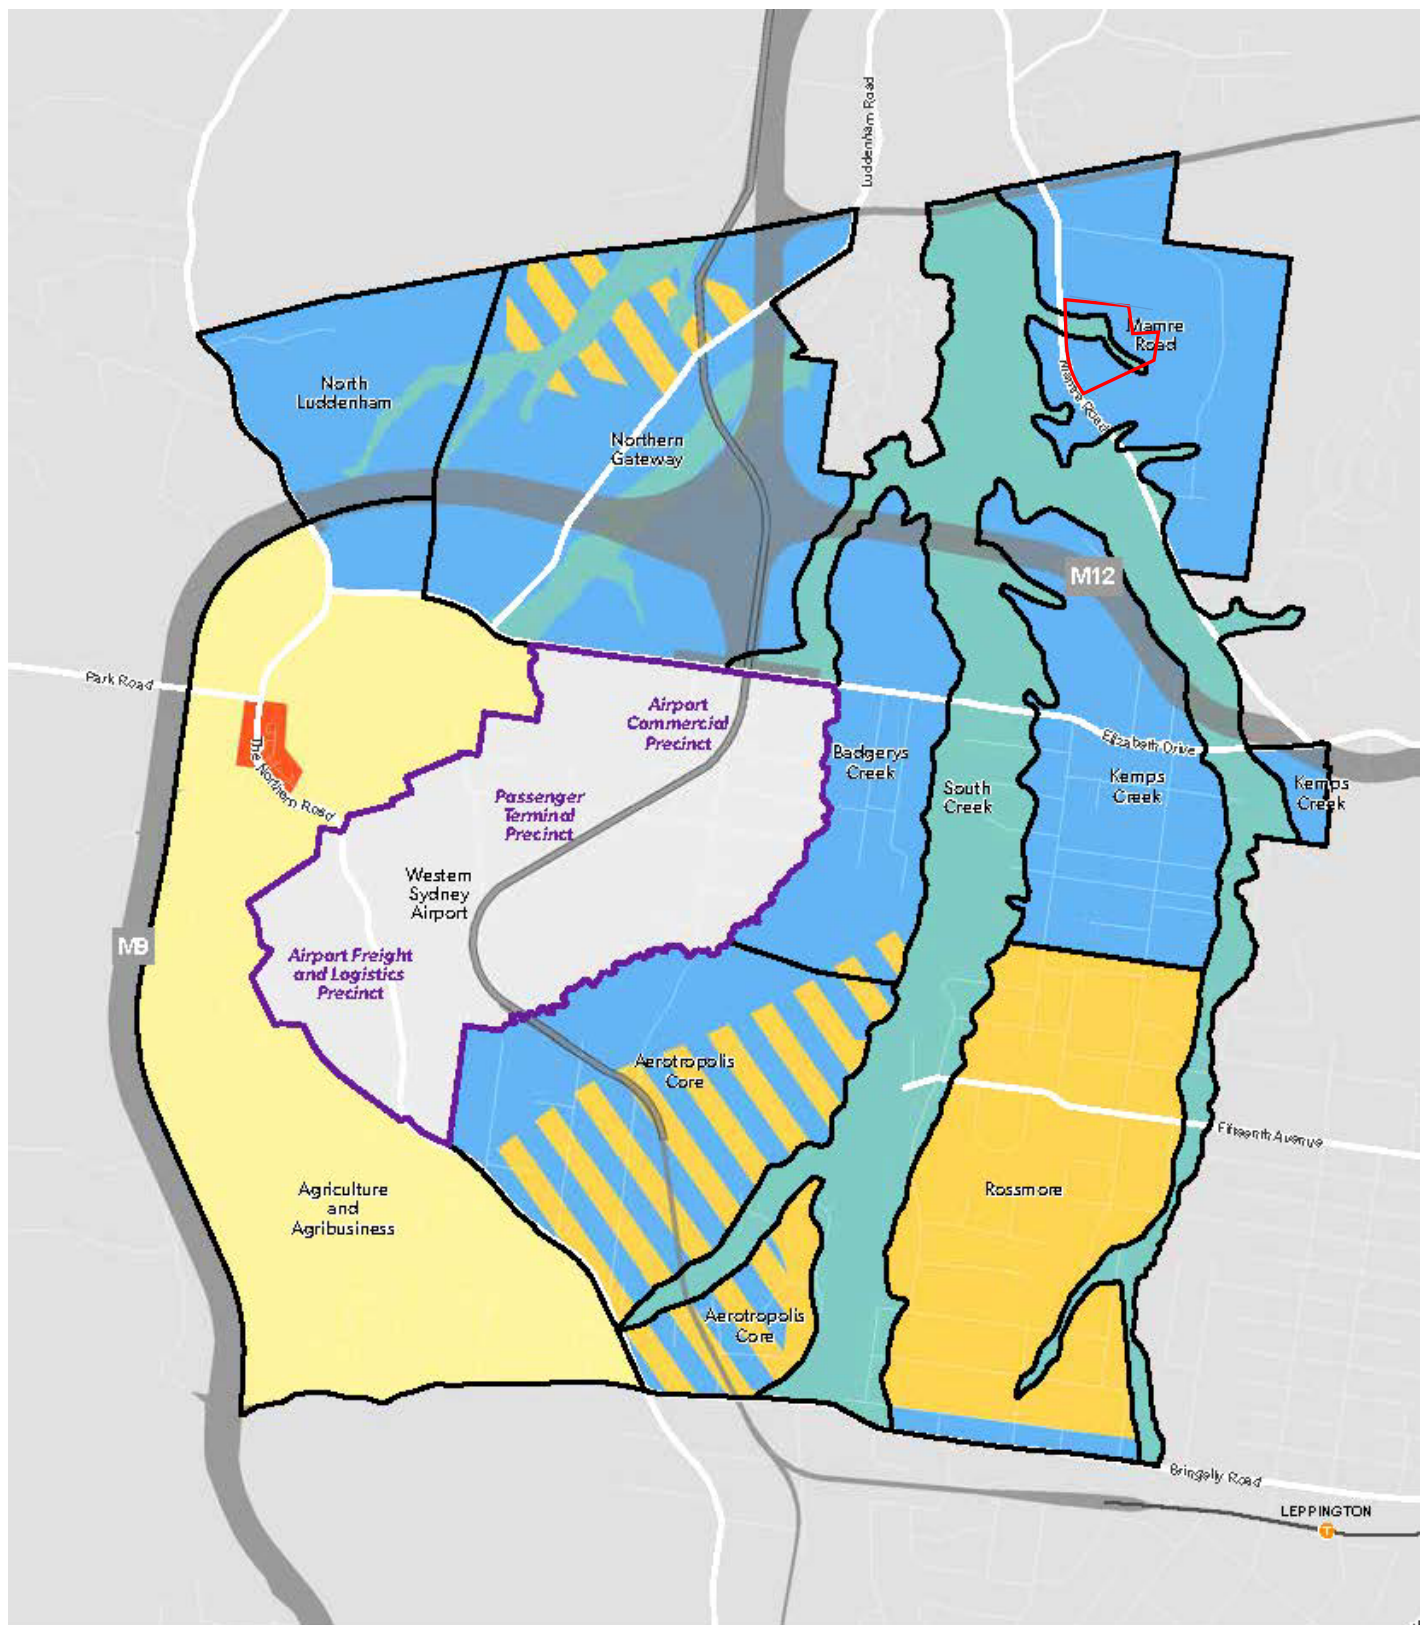 Luddenham Road
Mamre
Road
Mamre Road
North
Luddenham
Northern
Gateway
M12
Park Road
Airport
Commercial
Precinct
Elizabeth Drive
The Northern Road
Badgerys
Creek
Kemps
Creek
Kemps
Creek
South
Creek
Passenger
Terminal
Precinct
Western
Sydney
Airport
M9
Airport Freight
and Logistics
Precinct
Aerotropolis
Core
Fifteenth Avenue
Agriculture
and
Agribusiness
Rossmore
Aerotropolis
Core
Bringelly Road
LEPPINGTON
T